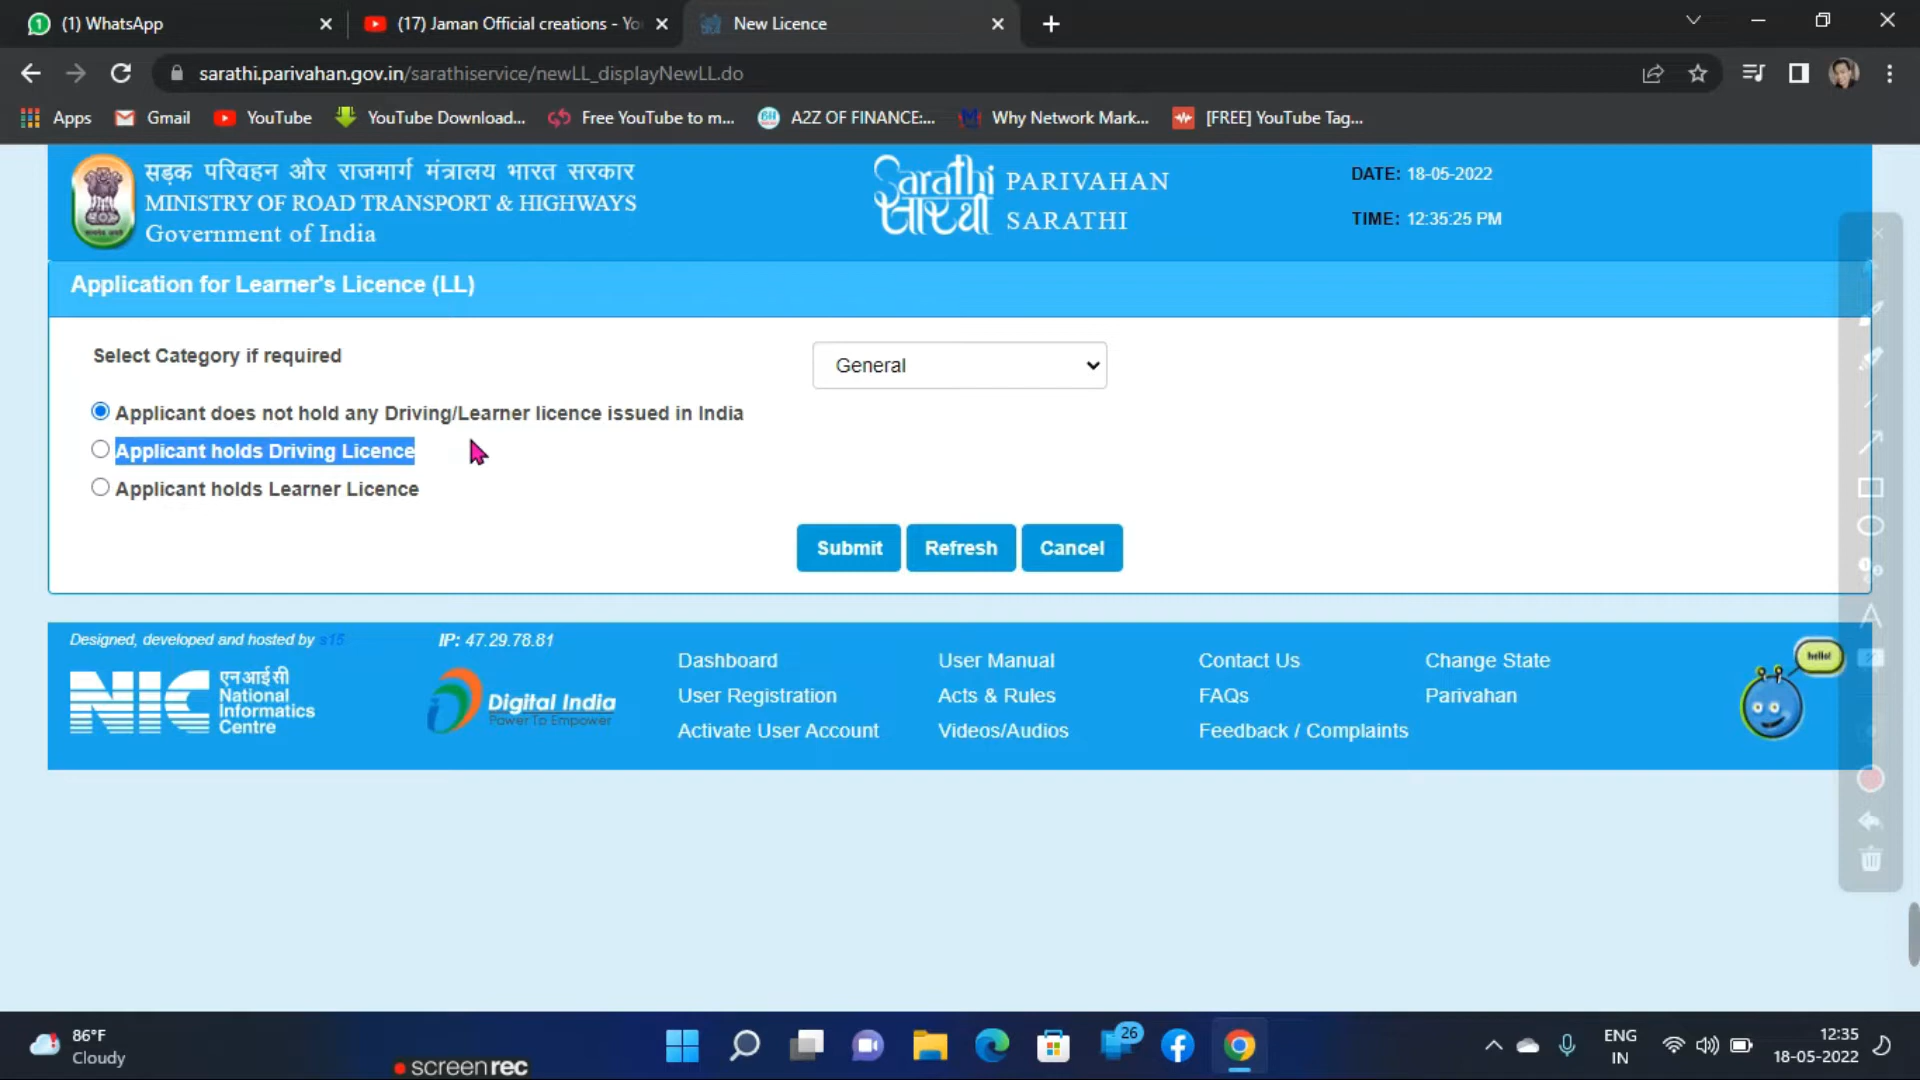 (1) WhatsApp
(17) Jaman Official creations - Yo
New Licence
sarathi.parivahan.gov.in/sarathiservice/newLL_displayNewLL.do
Apps
Gmail
YouTube
YouTube Download...
Free YouTube to m...
A2Z OF FINANCE:...
Why Network Mark...
[FREE] YouTube Tag...
सड़क परिवहन और राजमार्ग मंत्रालय भारत सरकार
MINISTRY OF ROAD TRANSPORT & HIGHWAYS
Government of India
Sarathi
सारथी
PARIVAHAN
SARATHI
DATE: 18-05-2022
TIME: 12:35:25 PM
Application for Learner's Licence (LL)
Select Category if required
General
Applicant does not hold any Driving/Learner licence issued in India
Applicant holds Driving Licence
Applicant holds Learner Licence
Submit
Refresh
Cancel
Designed, developed and hosted by s15
IP: 47.29.78.81
NIC
एनआईसी
National
Informatics
Centre
Digital India
Power To Empower
Dashboard
User Registration
Activate User Account
User Manual
Acts & Rules
Videos/Audios
Contact Us
FAQs
Feedback / Complaints
Change State
Parivahan
hello!
86°F
Cloudy
screenrec
26
ENG
IN
12:35
18-05-2022